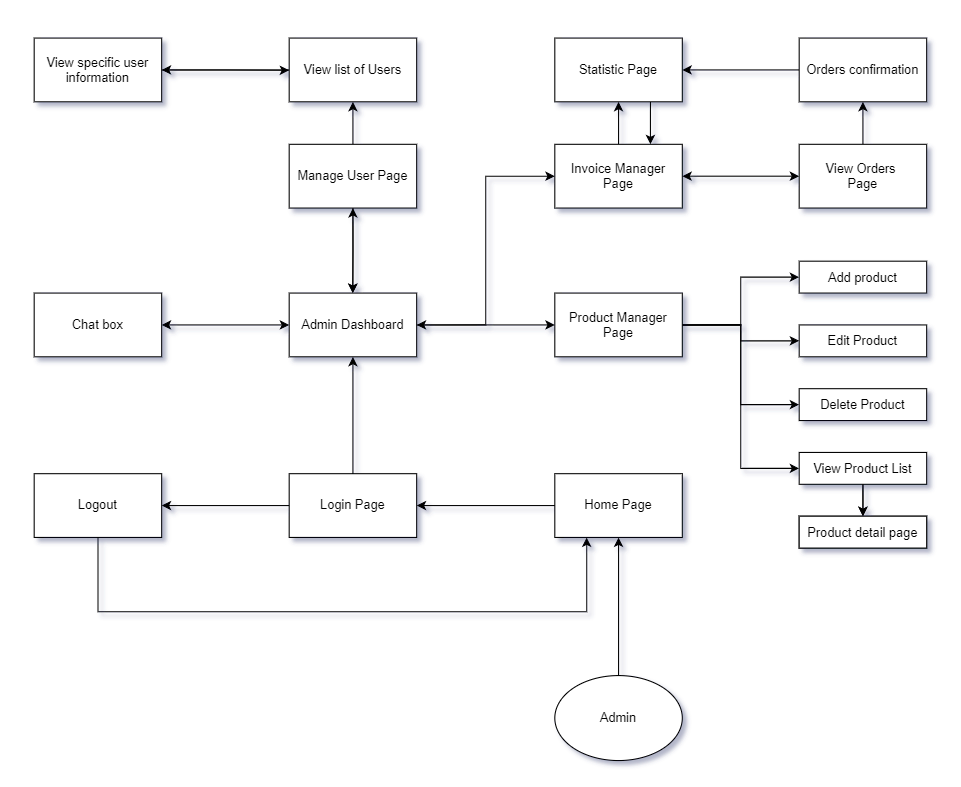 View specific user
information
View list of Users
Statistic Page
Orders confirmation
Manage User Page
Invoice Manager
Page
View Orders
Page
Add product
Chat box
Admin Dashboard
Product Manager
Page
Edit Product
Delete Product
View Product List
Logout
Login Page
Home Page
Product detail page
Admin